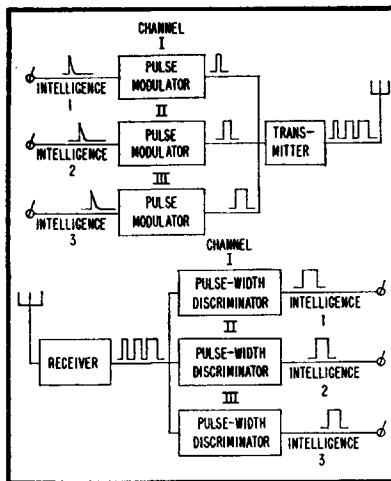 CHANNEL
I
PULSE
MODULATOR
INTELLIGENCE
1
II
PULSE
MODULATOR
INTELLIGENCE
2
TRANS-
MITTER
III
PULSE
MODULATOR
INTELLIGENCE
3
CHANNEL
I
PULSE-WIDTH
DISCRIMINATOR
INTELLIGENCE
1
II
RECEIVER
PULSE-WIDTH
DISCRIMINATOR
INTELLIGENCE
2
III
PULSE-WIDTH
DISCRIMINATOR
INTELLIGENCE
3